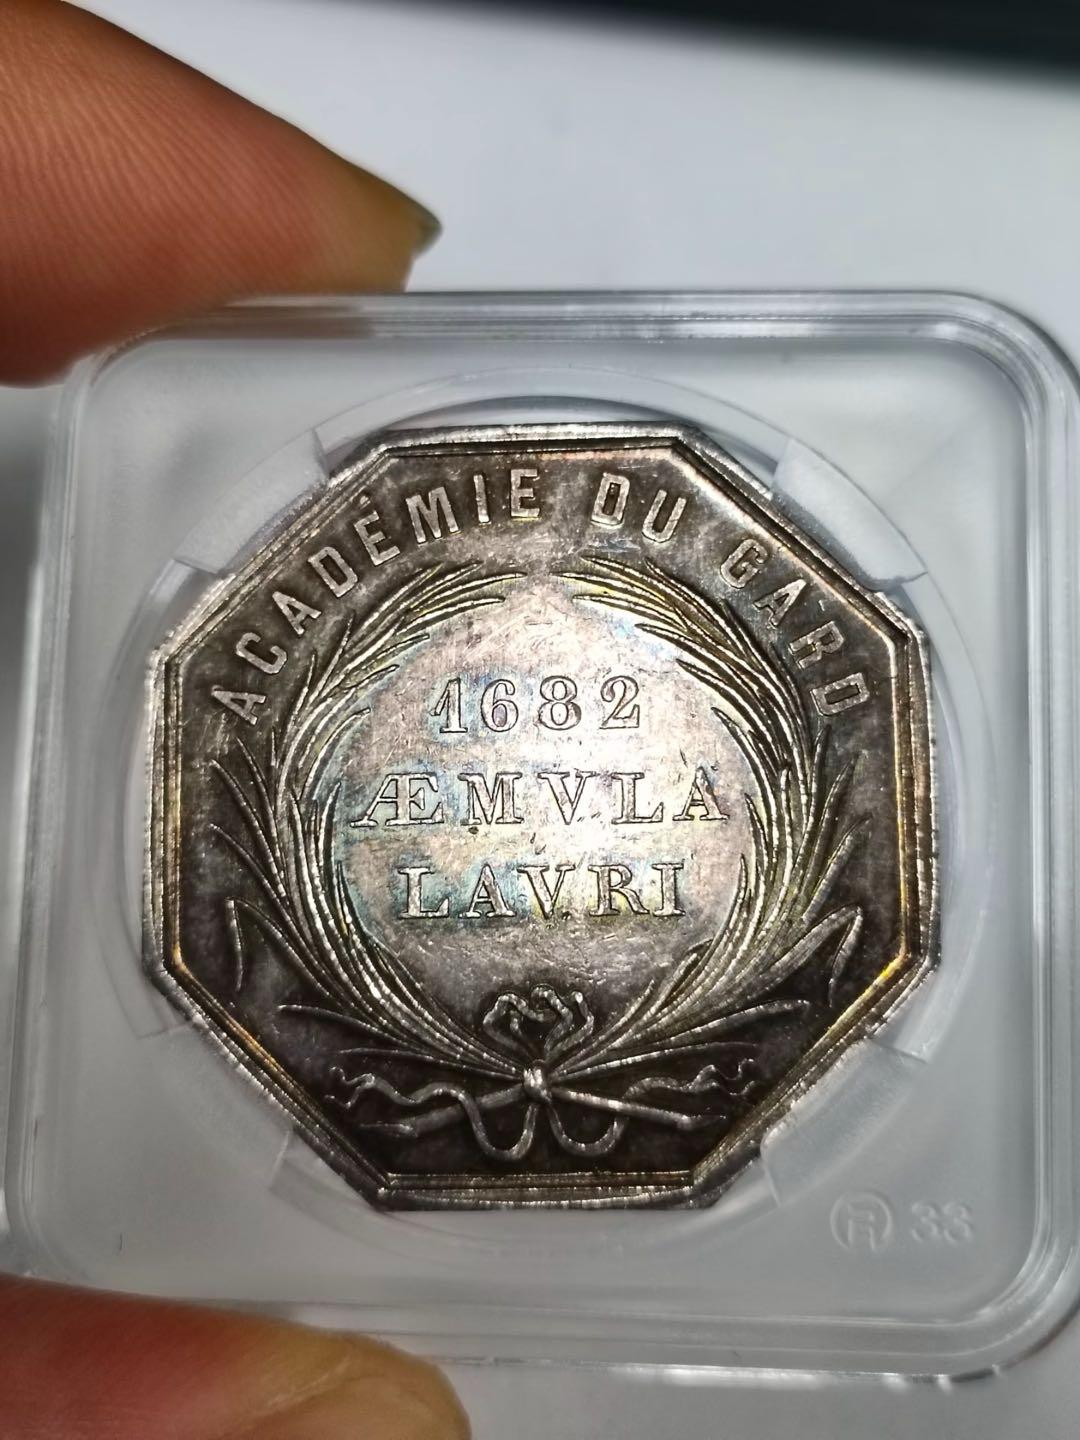 ACADÉMIE DU GARD
1682
ÆMVLA
LAVRI
R 33